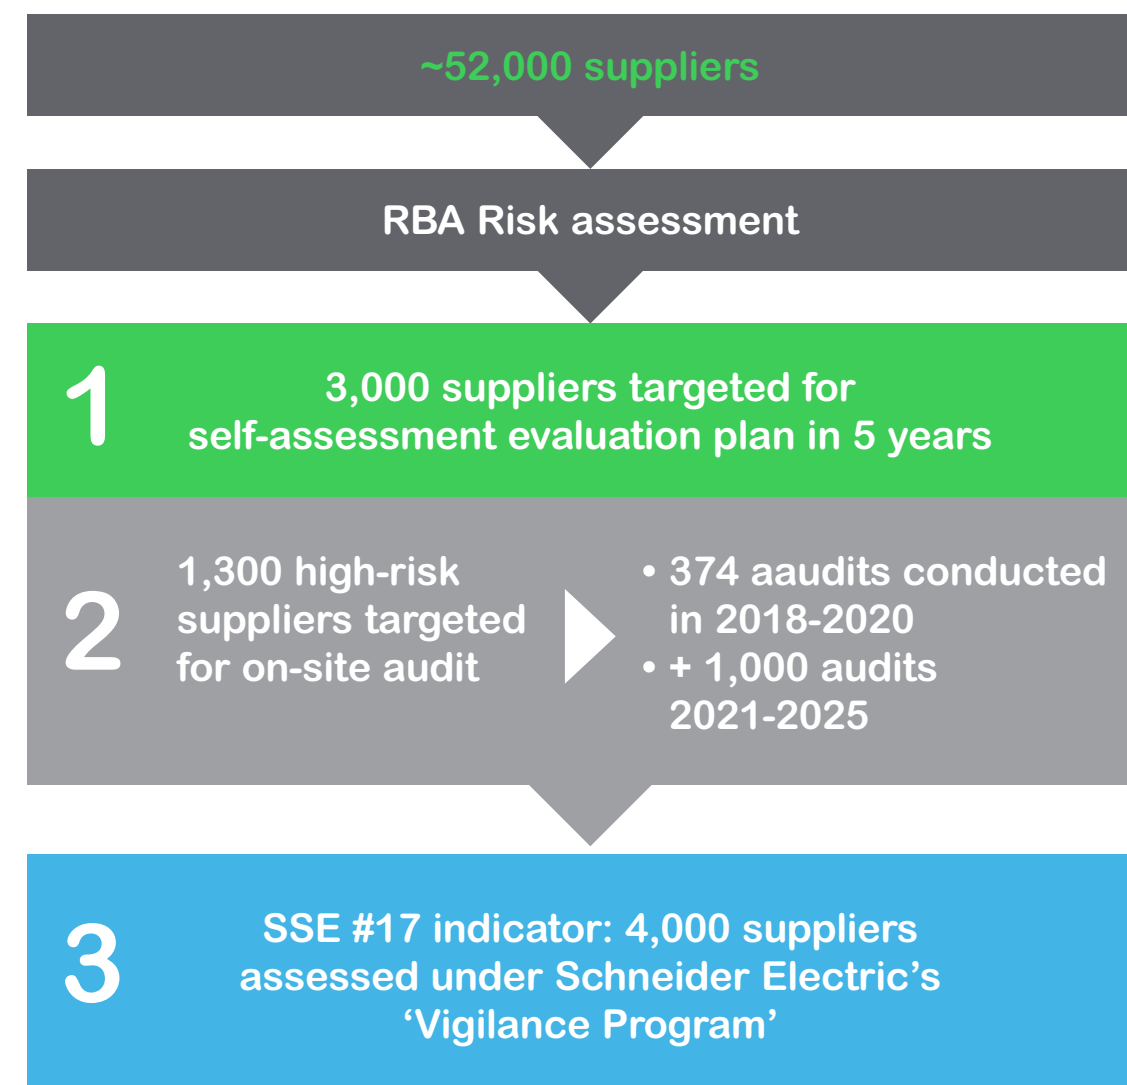 ~52,000 suppliers
RBA Risk assessment
1
3,000 suppliers targeted for
self-assessment evaluation plan in 5 years
2
1,300 high-risk
suppliers targeted
for on-site audit
• 374 aaudits conducted
in 2018-2020
• + 1,000 audits
2021-2025
3
SSE #17 indicator: 4,000 suppliers
assessed under Schneider Electric’s
‘Vigilance Program’